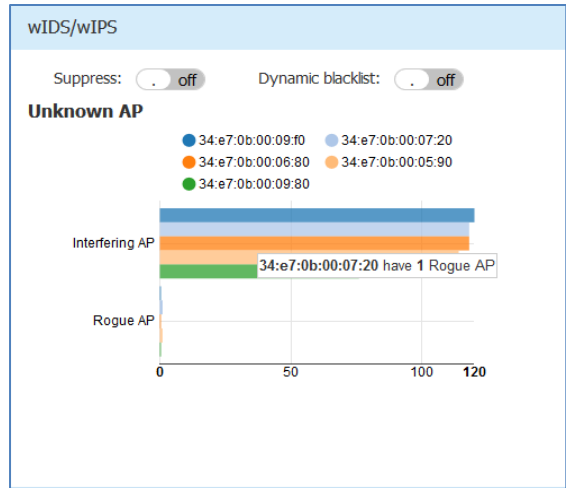 wIDS/wIPS
Suppress: . off Dynamic blacklist: . off
Unknown AP
34:e7:0b:00:09:f0 34:e7:0b:00:07:20
34:e7:0b:00:06:80 34:e7:0b:00:05:90
34:e7:0b:00:09:80
Interfering AP
34:e7:0b:00:07:20 have 1 Rogue AP
Rogue AP
0 50 100 120